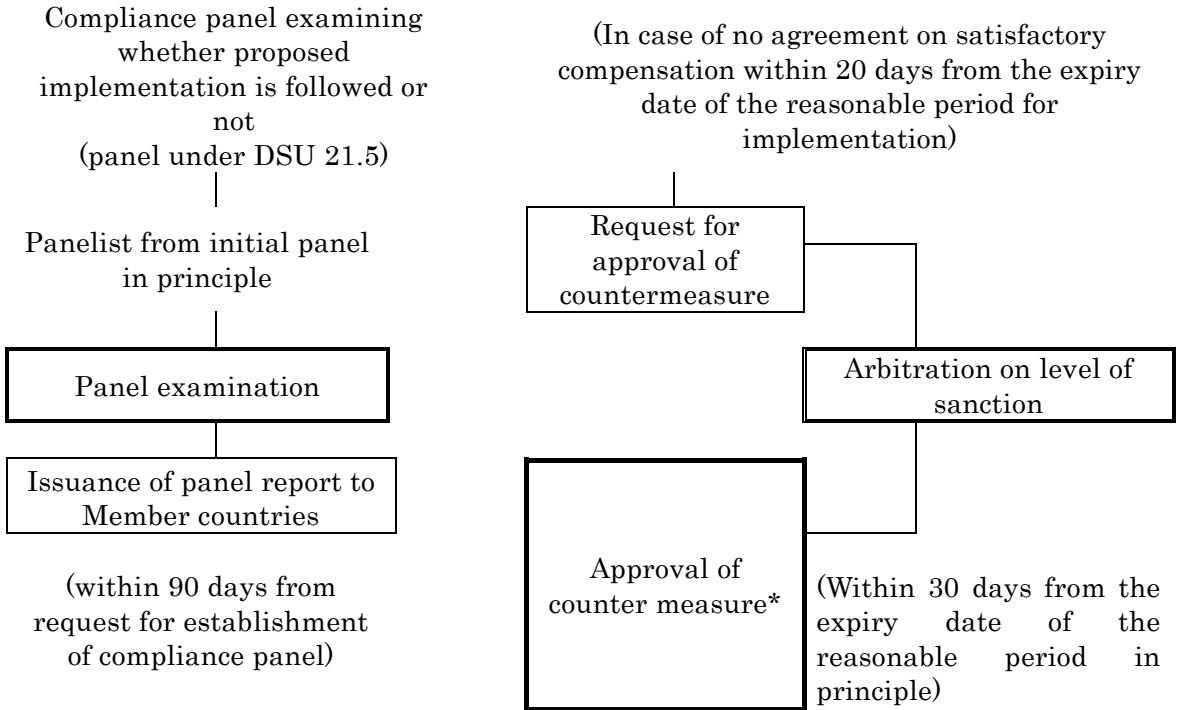 Compliance panel examining
whether proposed
implementation is followed or
not
(panel under DSU 21.5)
Panelist from initial panel
in principle
Panel examination
Issuance of panel report to
Member countries
(within 90 days from
request for establishment
of compliance panel)
(In case of no agreement on satisfactory
compensation within 20 days from the expiry
date of the reasonable period for
implementation)
Request for
approval of
countermeasure
Arbitration on level of
sanction
Approval of
counter measure*
(Within 30 days from the
expiry date of the
reasonable period in
principle)